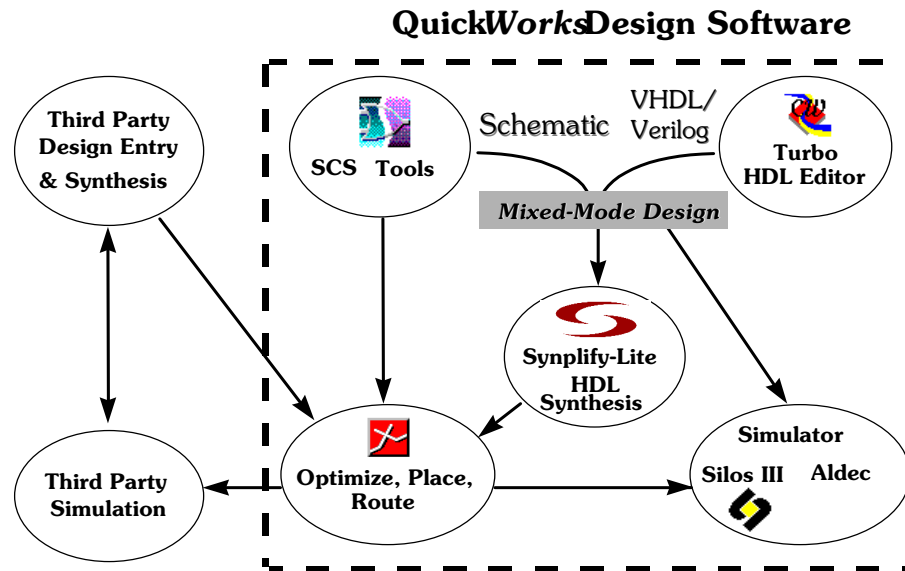 QuickWorks Design Software
Third Party
Design Entry
& Synthesis
SCS Tools
Schematic
VHDL/
Verilog
Turbo
HDL Editor
Mixed-Mode Design
Synplify-Lite
HDL
Synthesis
Optimize, Place,
Route
Third Party
Simulation
Simulator
Silos III Aldec